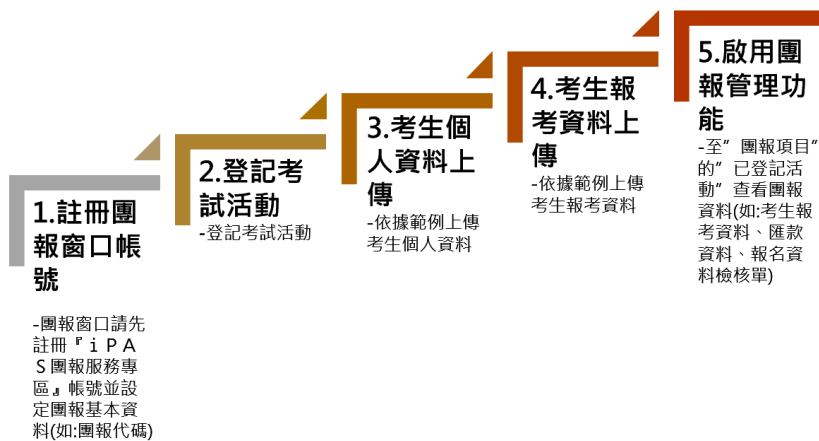 1.註冊團
報窗口帳
號
-團報窗口請先
註冊『ｉＰＡ
Ｓ團報服務專
區』帳號並設
定團報基本資
料(如:團報代碼)
2.登記考
試活動
-登記考試活動
3.考生個
人資料上
傳
-依據範例上傳
考生個人資料
4.考生報
考資料上
傳
-依據範例上傳
考生報考資料
5.啟用團
報管理功
能
-至”團報項目”
的”已登記活
動”查看團報
資料(如:考生報
考資料、匯款
資料、報名資
料檢核單)